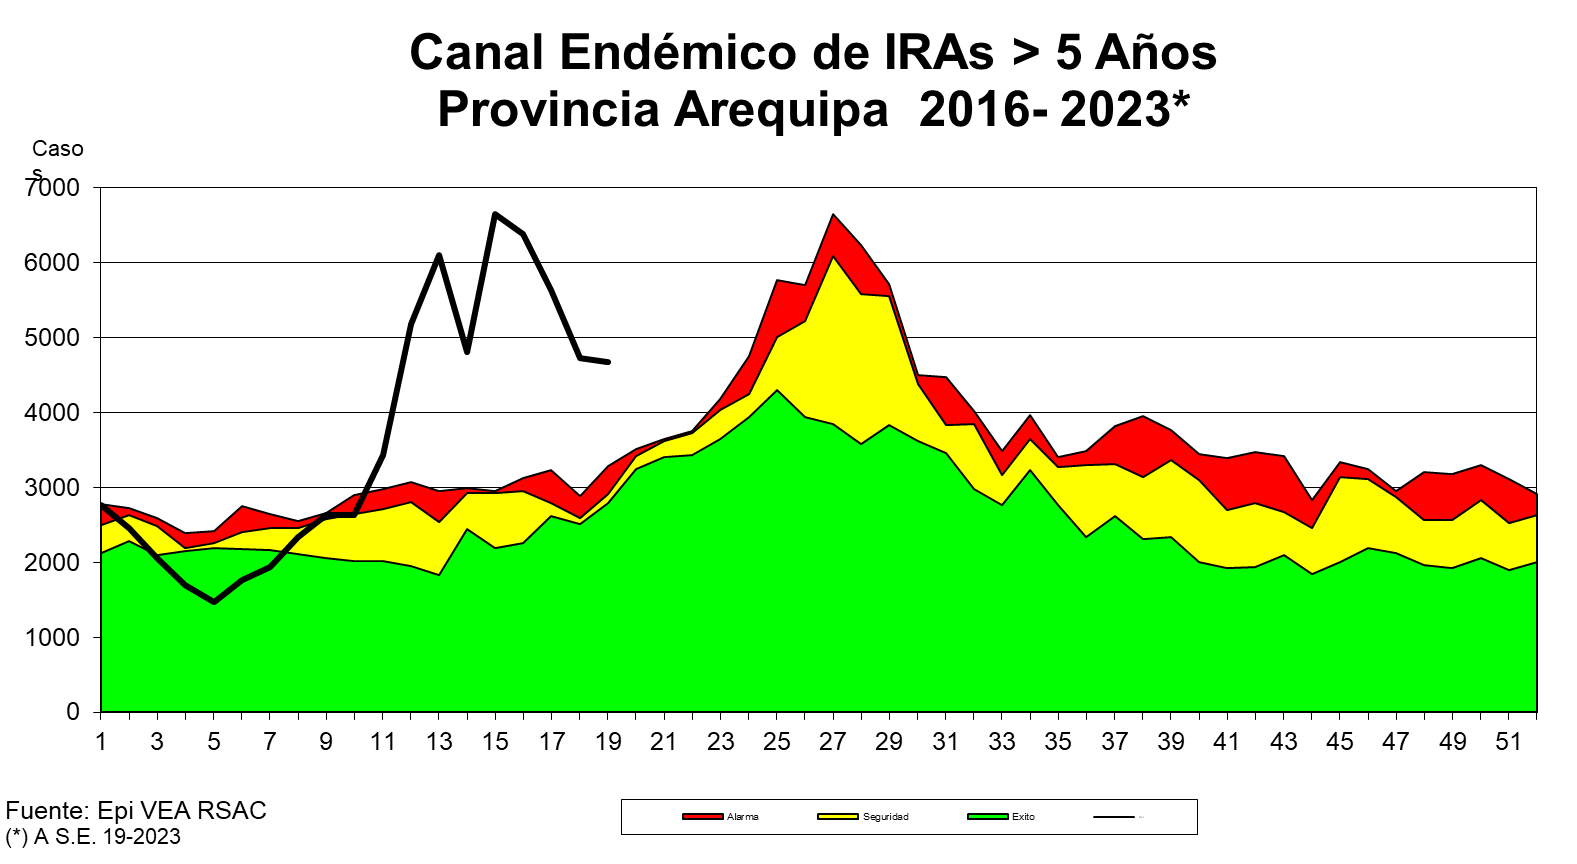 Canal Endémico de IRAs > 5 Años
Provincia Arequipa 2016- 2023*
Caso
s
7000
6000
5000
4000
3000
2000
1000
0
1 3 5 7 9 11 13 15 17 19 21 23 25 27 29 31 33 35 37 39 41 43 45 47 49 51
Fuente: Epi VEA RSAC
(*) A S.E. 19-2023
Alarma Seguridad Exito